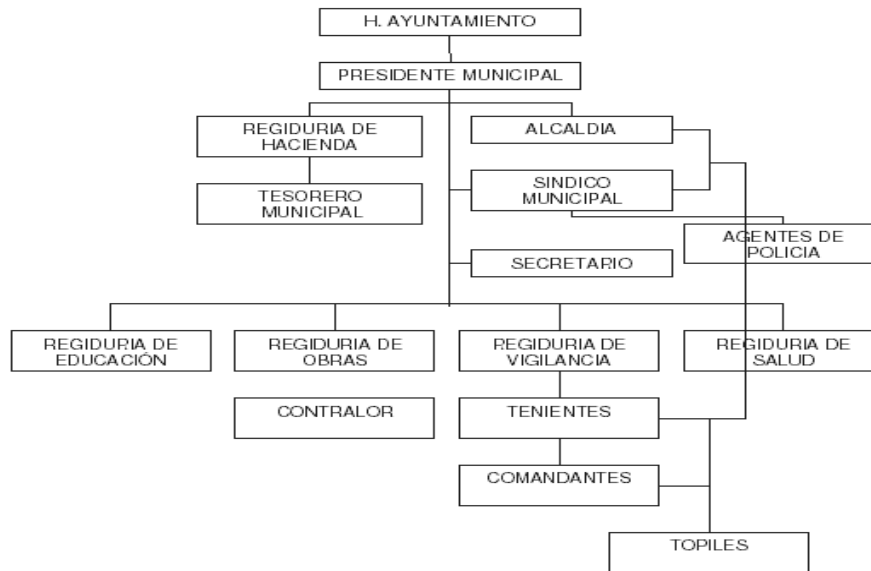 H. AYUNTAMIENTO
PRESIDENTE MUNICIPAL
REGIDURIA DE
HACIENDA
ALCALDIA
TESORERO
MUNICIPAL
SINDICO
MUNICIPAL
AGENTES DE
POLICIA
SECRETARIO
REGIDURIA DE
EDUCACIÓN
REGIDURIA DE
OBRAS
REGIDURIA DE
VIGILANCIA
REGIDURIA DE
SALUD
CONTRALOR
TENIENTES
COMANDANTES
TOPILES